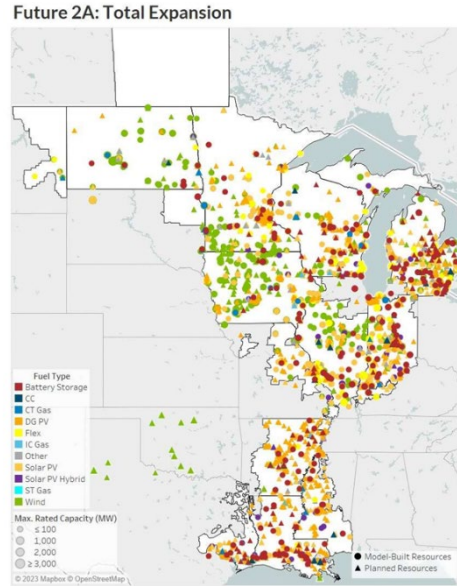 Future 2A: Total Expansion
Fuel Type
Battery Storage
CC
CT Gas
DG PV
Flex
IC Gas
Other
Solar PV
Solar PV Hybrid
ST Gas
Wind
Max. Rated Capacity (MW)
≤ 100
1,000
2,000
≥ 3,000
© 2023 Mapbox © OpenStreetMap
Model-Built Resources
Planned Resources